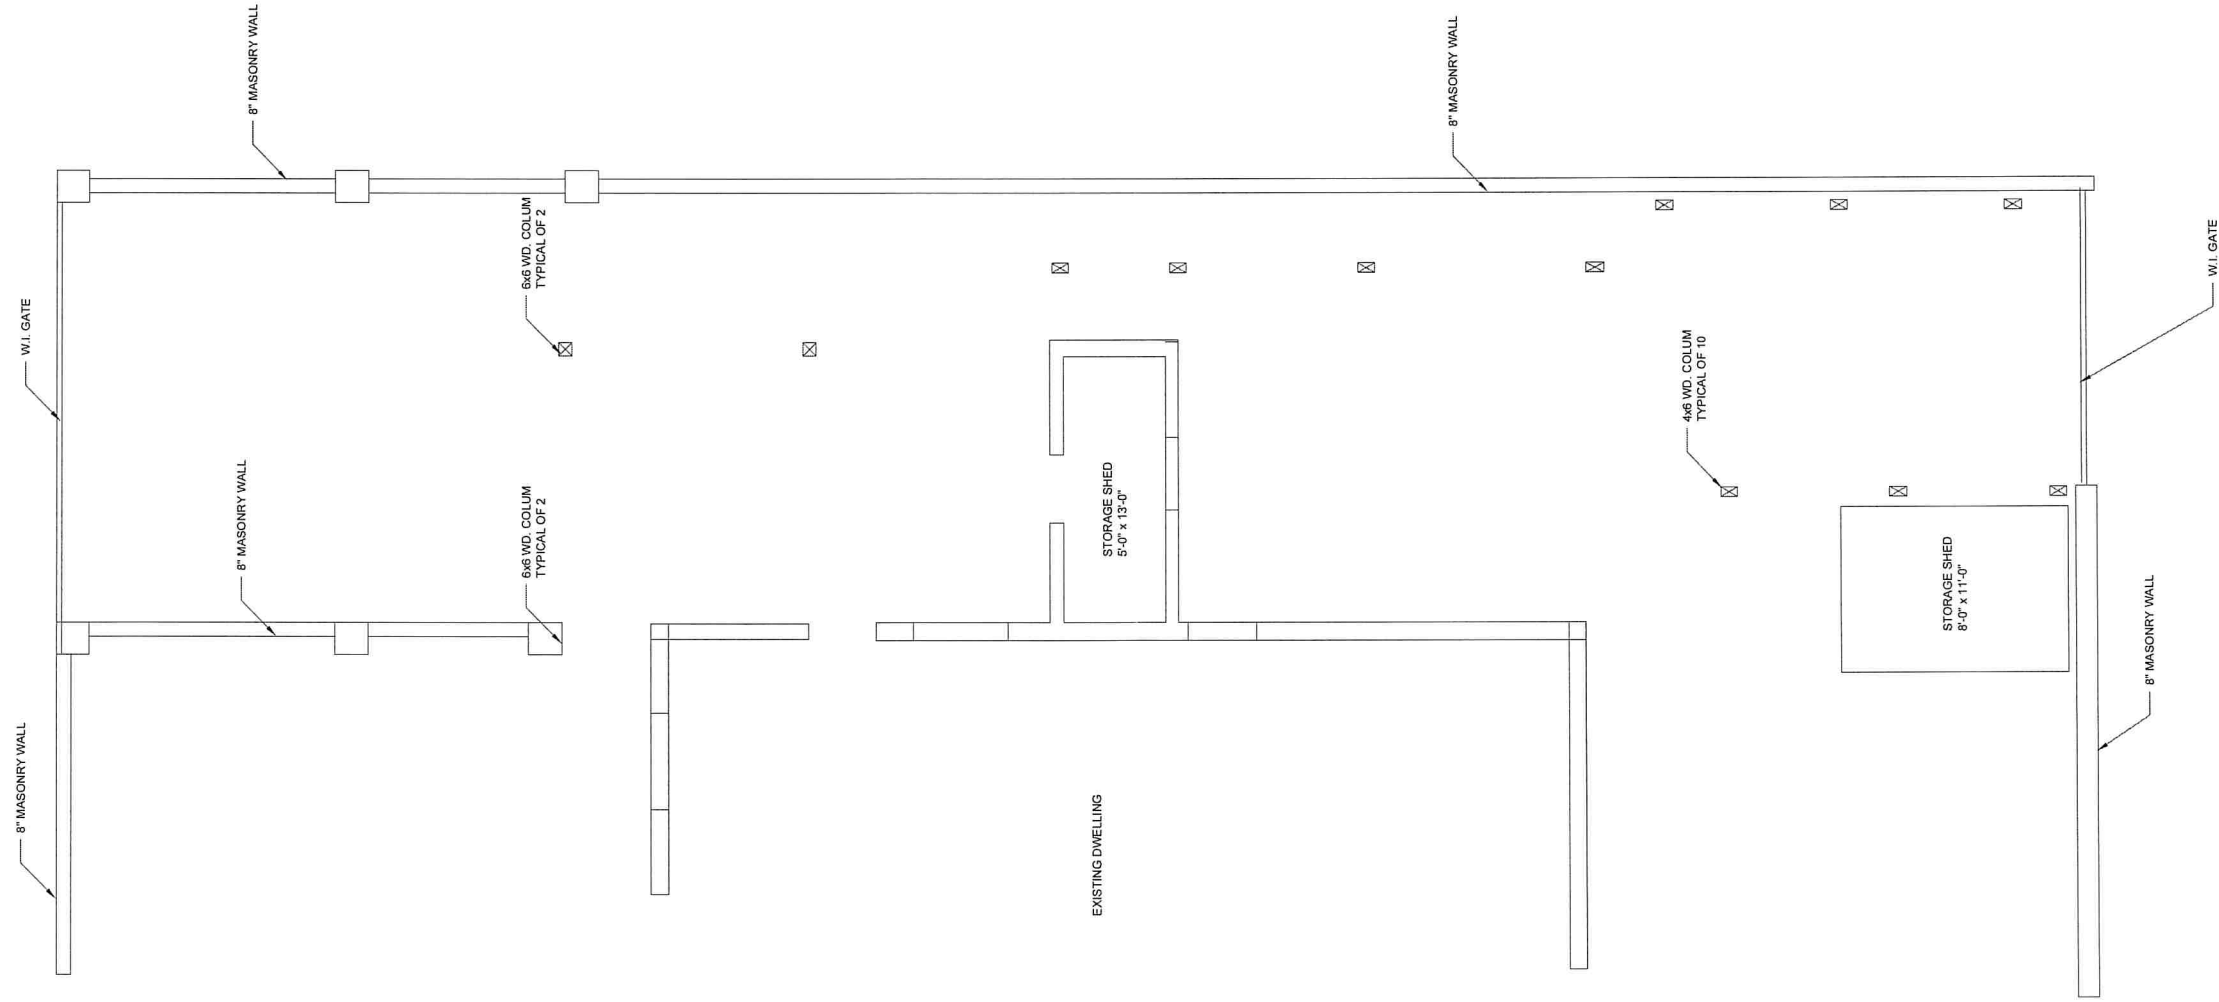 8" MASONRY WALL
W.I. GATE
8" MASONRY WALL
8" MASONRY WALL
6x6 WD. COLUM
TYPICAL OF 2
6x6 WD. COLUM
TYPICAL OF 2
EXISTING DWELLING
STORAGE SHED
5'-0" x 13'-0"
8" MASONRY WALL
4x6 WD. COLUM
TYPICAL OF 10
STORAGE SHED
8'-0" x 11'-0"
8" MASONRY WALL
W.I. GATE